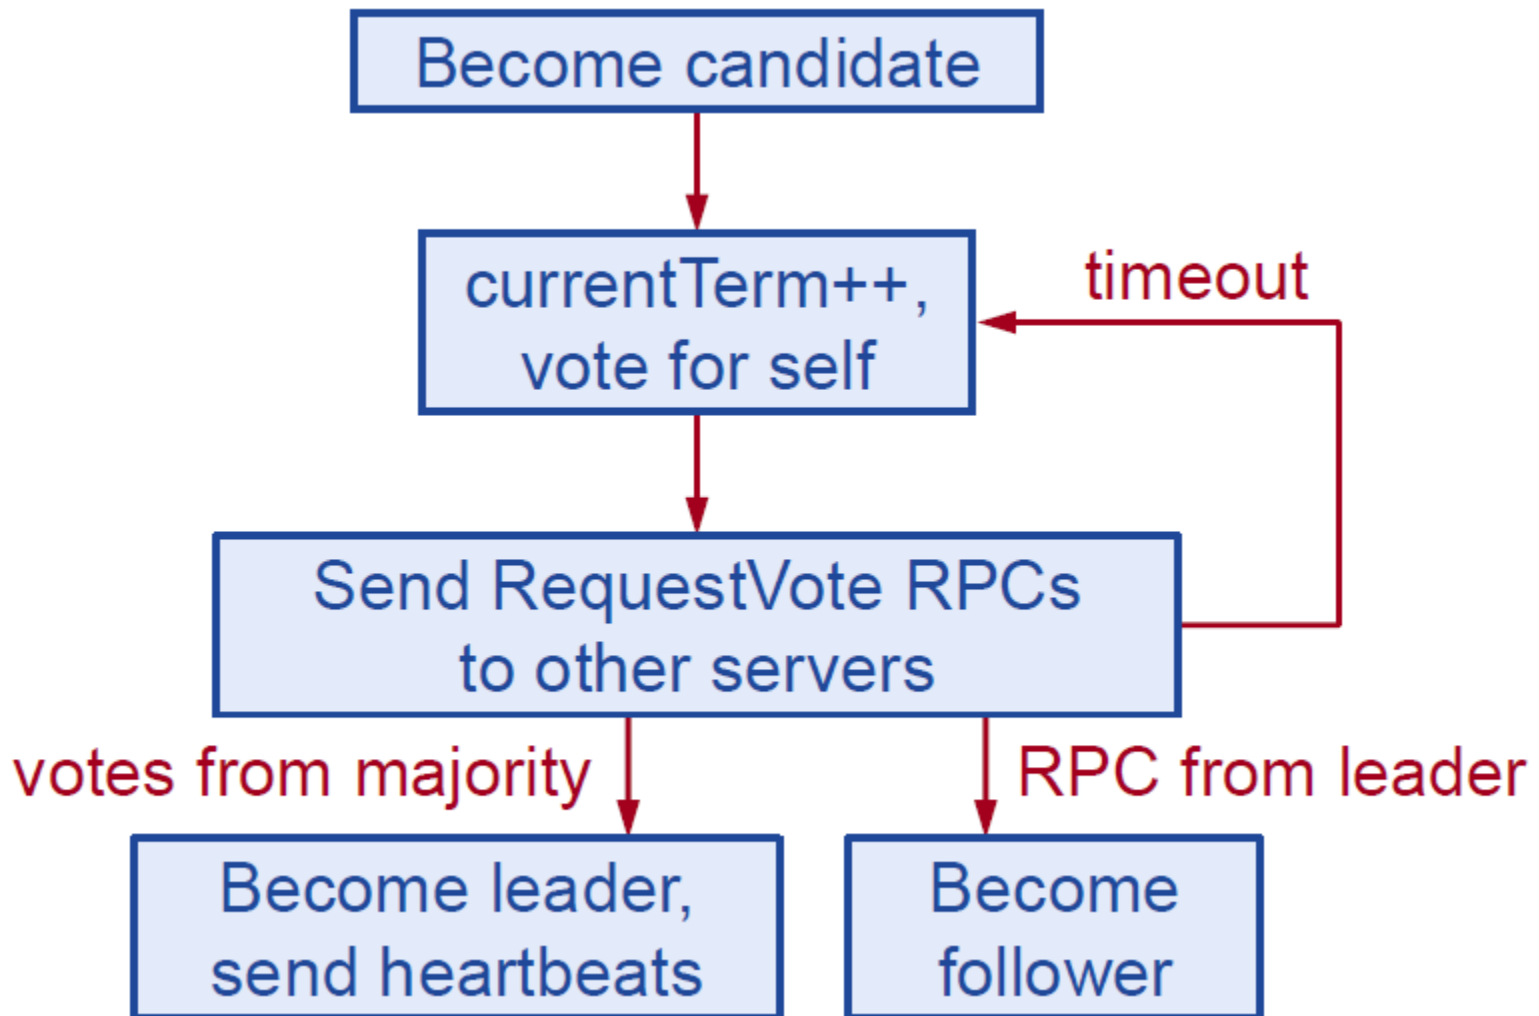 Become candidate
currentTerm++,
vote for self
timeout
Send RequestVote RPCs
to other servers
votes from majority
RPC from leader
Become leader,
send heartbeats
Become
follower